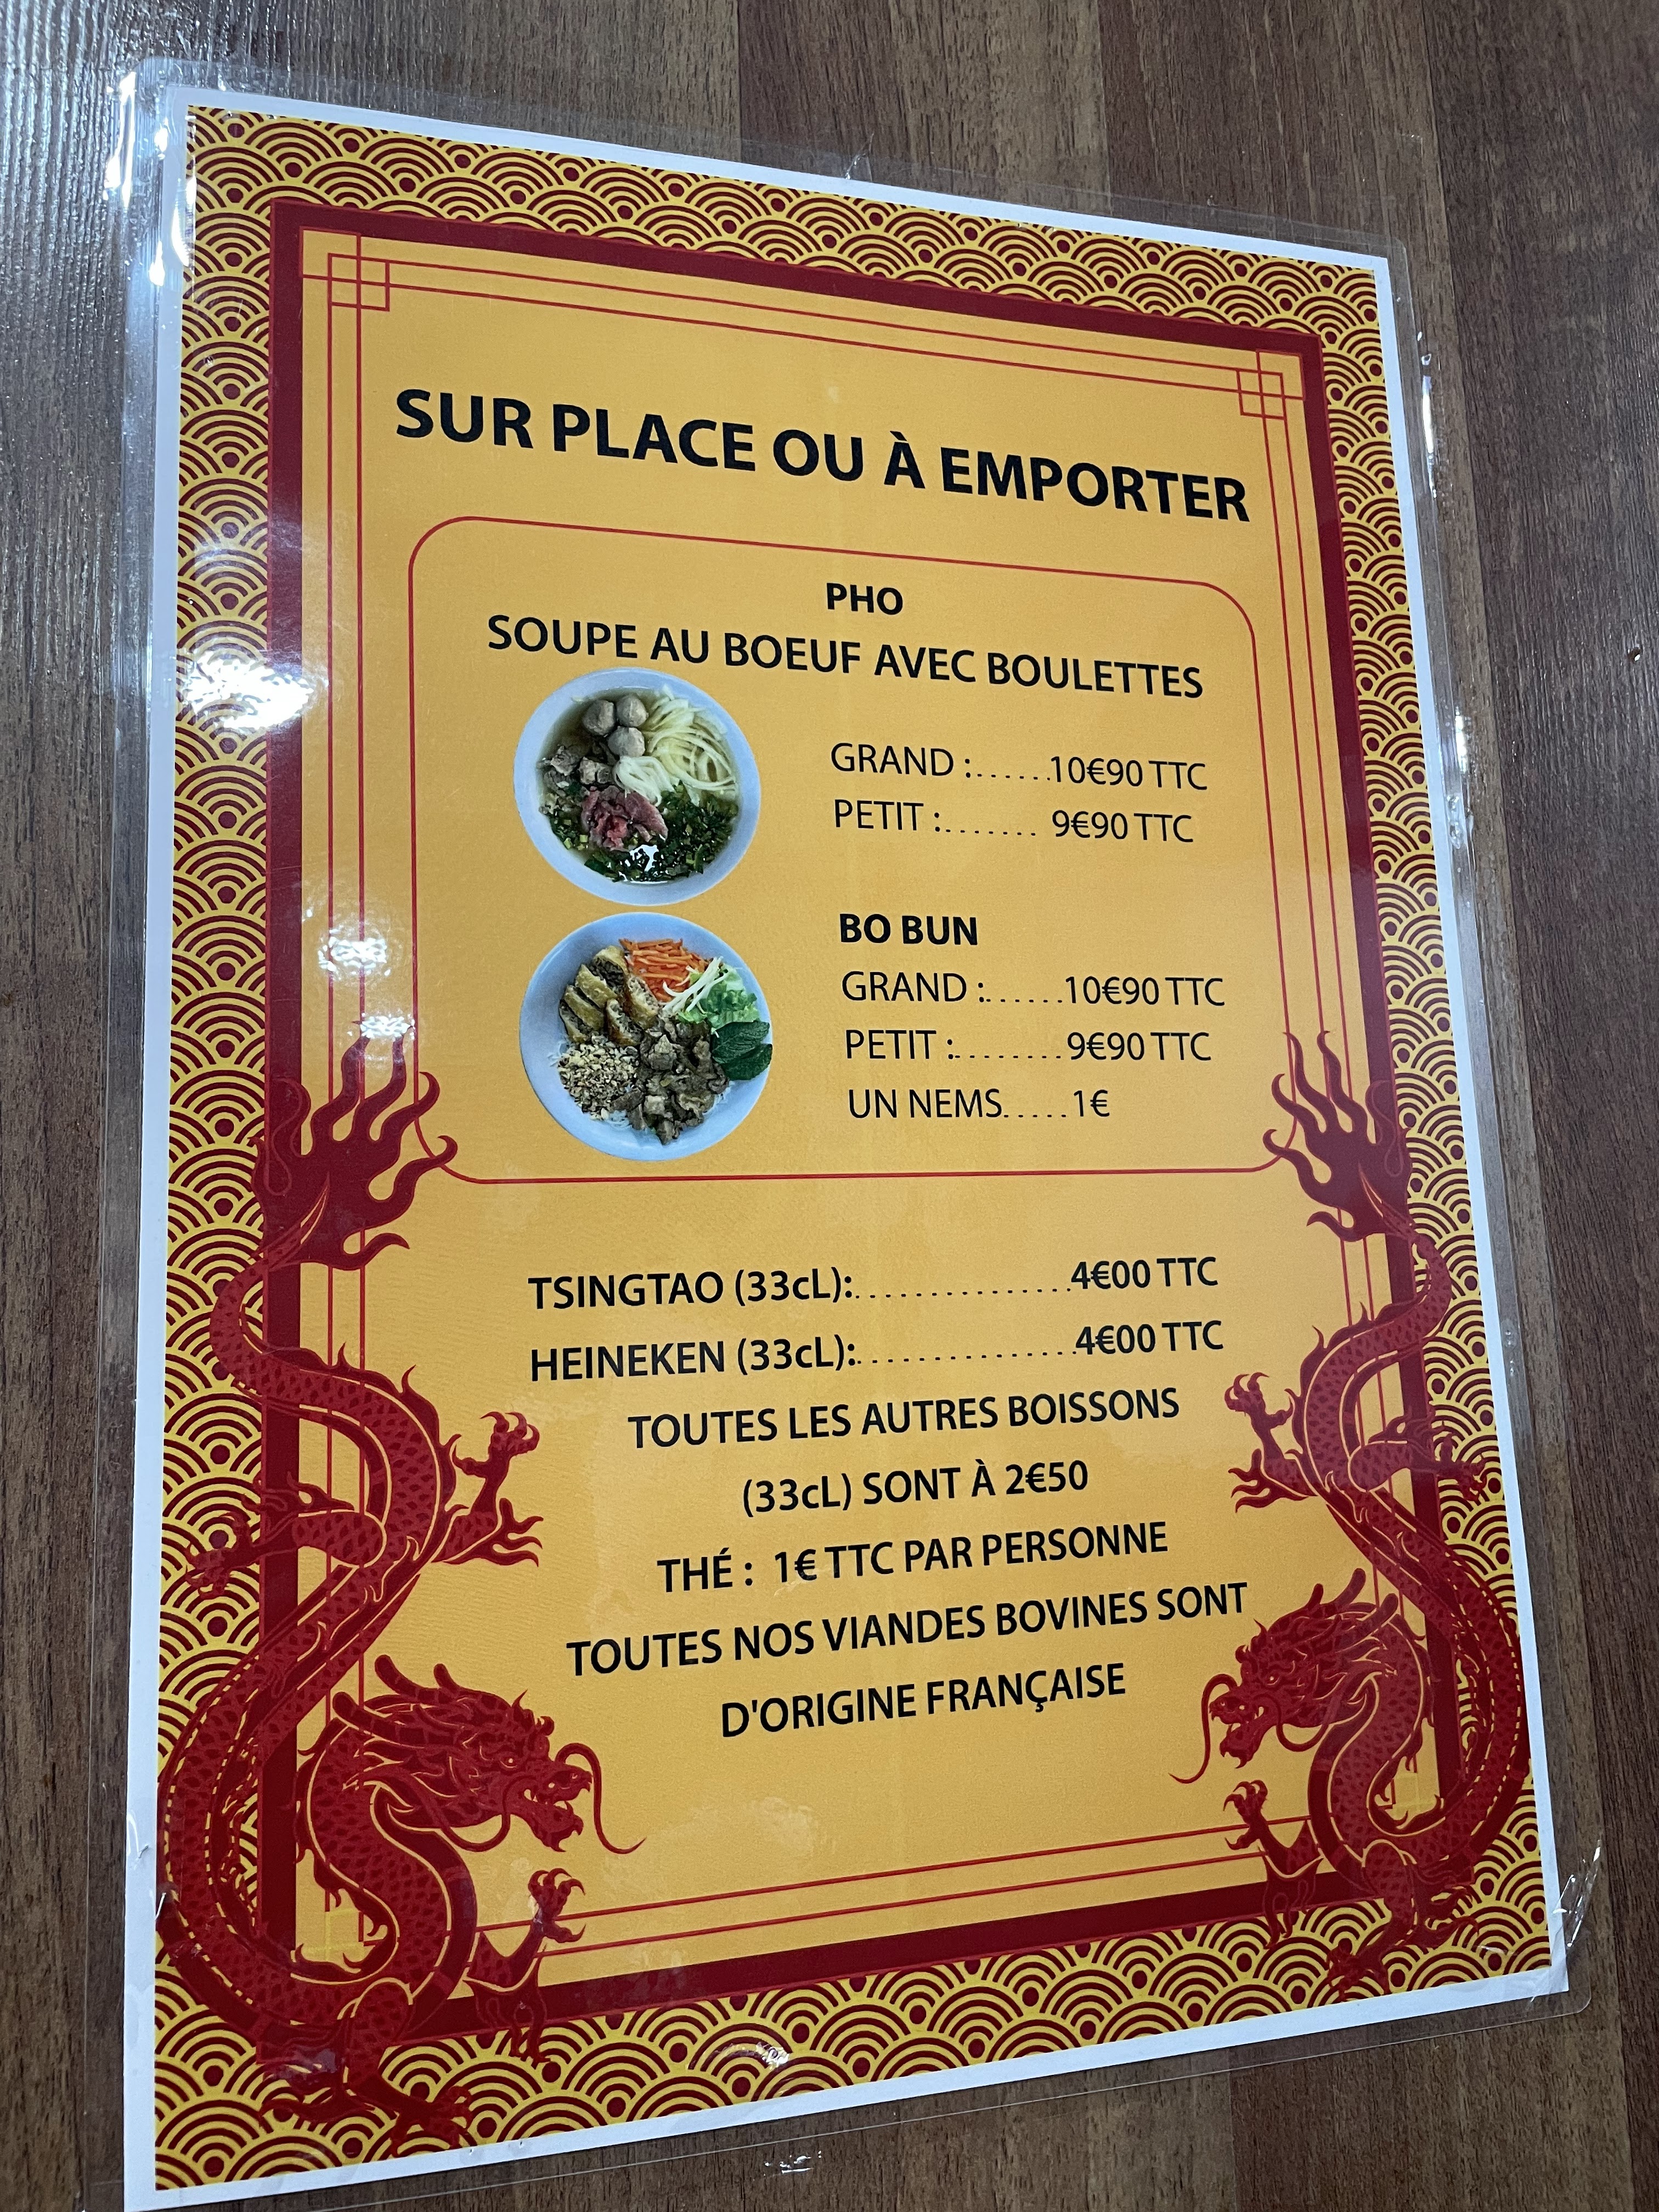 SUR PLACE OU À EMPORTER
PHO
SOUPE AU BOEUF AVEC BOULETTES
GRAND :......10€90 TTC
PETIT :....... 9€90 TTC
BO BUN
GRAND :......10€90 TTC
PETIT :........9€90 TTC
UN NEMS.....1€
TSINGTAO (33cL):...............4€00 TTC
HEINEKEN (33cL):...............4€00 TTC
TOUTES LES AUTRES BOISSONS
(33cL) SONT À 2€50
THÉ : 1€ TTC PAR PERSONNE
TOUTES NOS VIANDES BOVINES SONT
D'ORIGINE FRANÇAISE